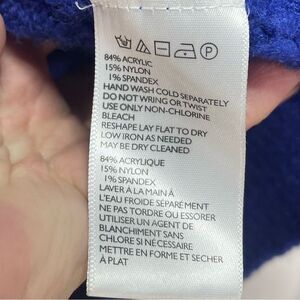 84% ACRYLIC
15% NYLON
1% SPANDEX
HAND WASH COLD SEPARATELY
DO NOT WRING OR TWIST
USE ONLY NON-CHLORINE
BLEACH
RESHAPE LAY FLAT TO DRY
LOW IRON AS NEEDED
MAY BE DRY CLEANED
84% ACRYLIQUE
15% NYLON
1% SPANDEX
LAVER À LA MAIN À
L'EAU FROIDE SÉPARÉMENT
NE PAS TORDRE OU ESSORER
UTILISER UN AGENT DE
BLANCHIMENT SANS
CHLORE SI NÉCESSAIRE
METTRE EN FORME ET SÉCHER
À PLAT